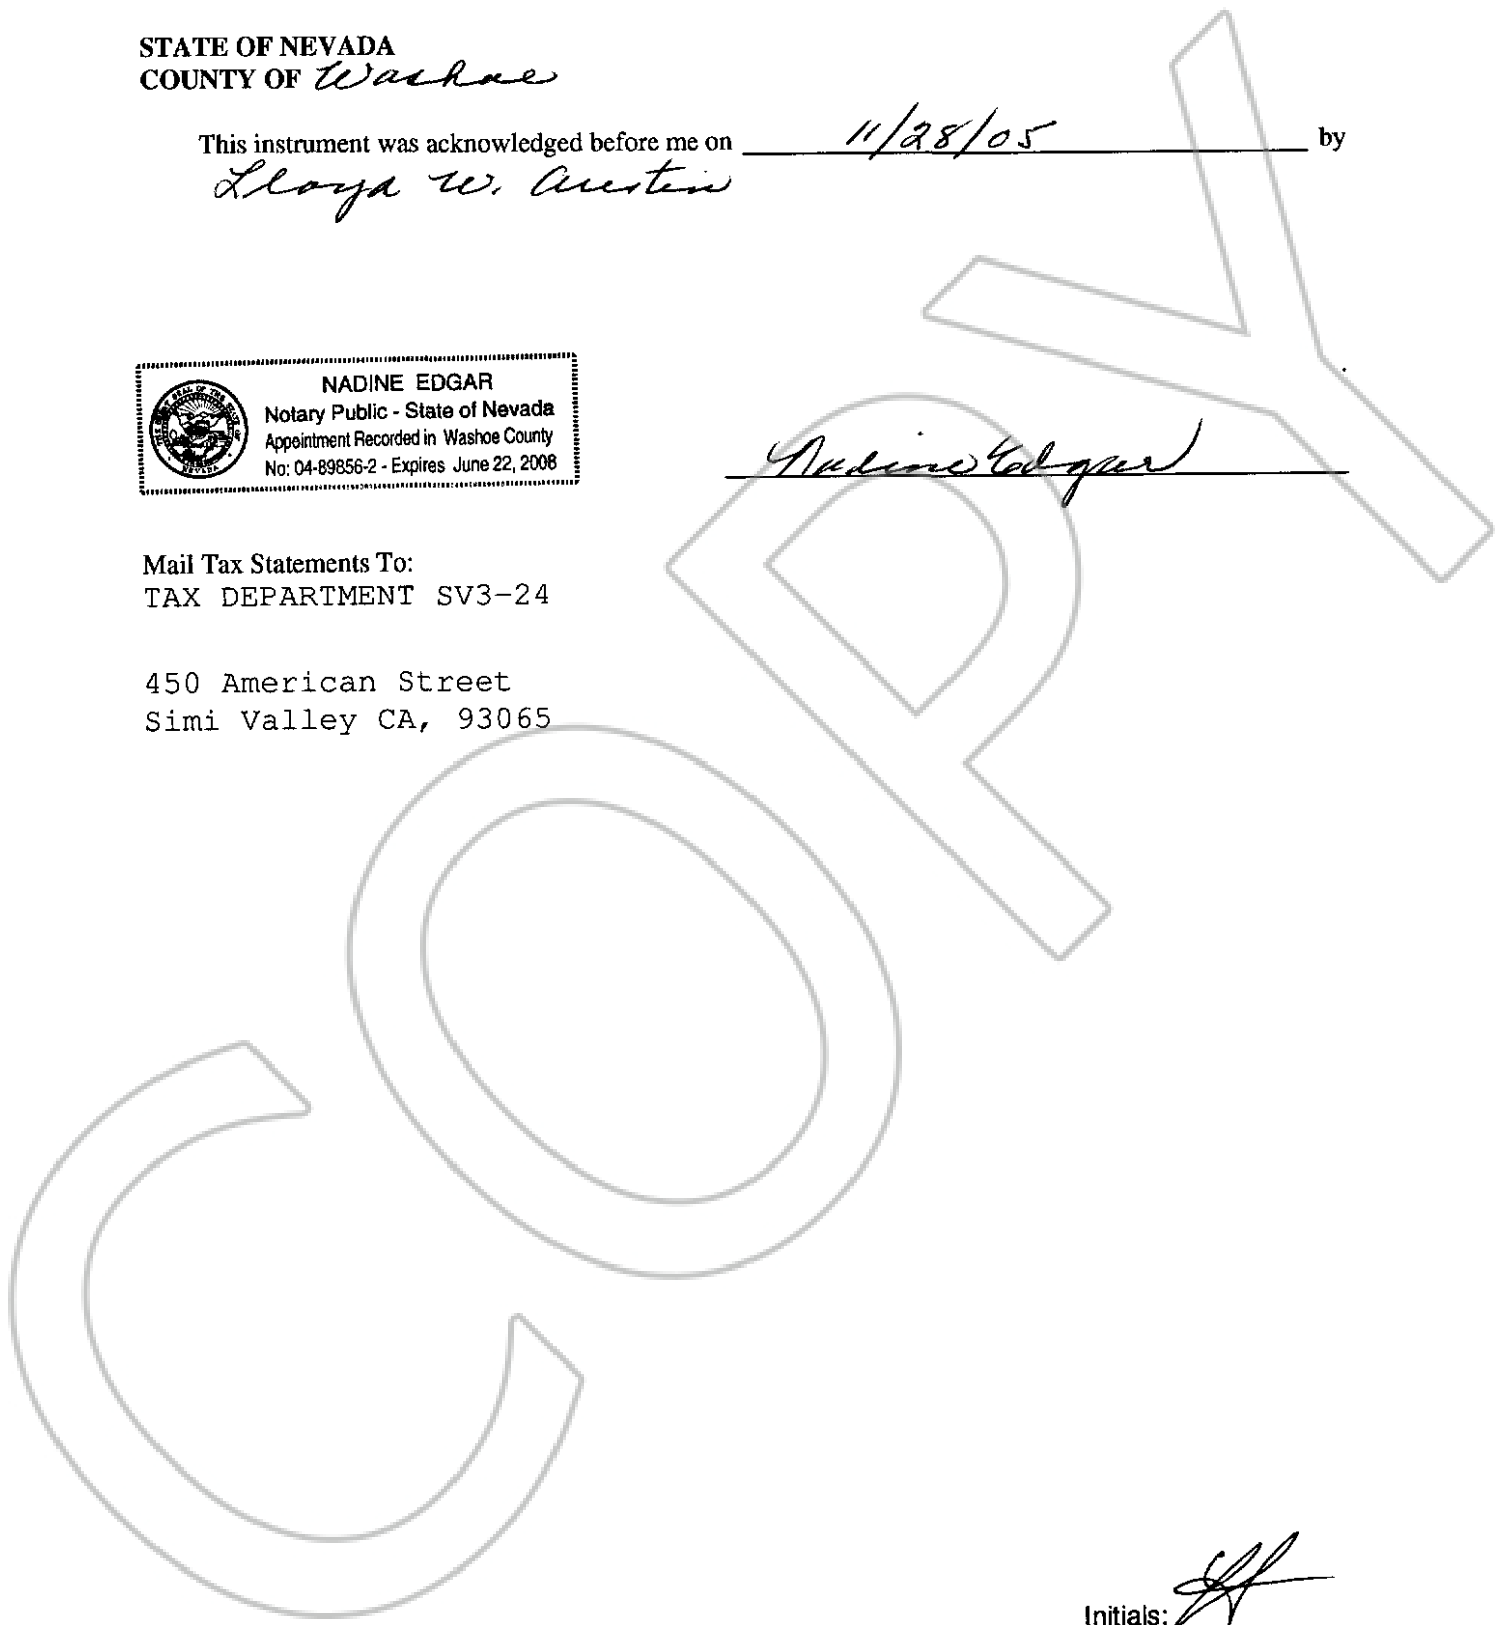 STATE OF NEVADA
COUNTY OF Washoe
This instrument was acknowledged before me on 11/28/05 by
Lloyd W. Austin
NADINE EDGAR
Notary Public - State of Nevada
Appointment Recorded in Washoe County
No: 04-89856-2 - Expires June 22, 2008
Nadine Edgar
Mail Tax Statements To:
TAX DEPARTMENT SV3-24
450 American Street
Simi Valley CA, 93065
COPY
Initials: